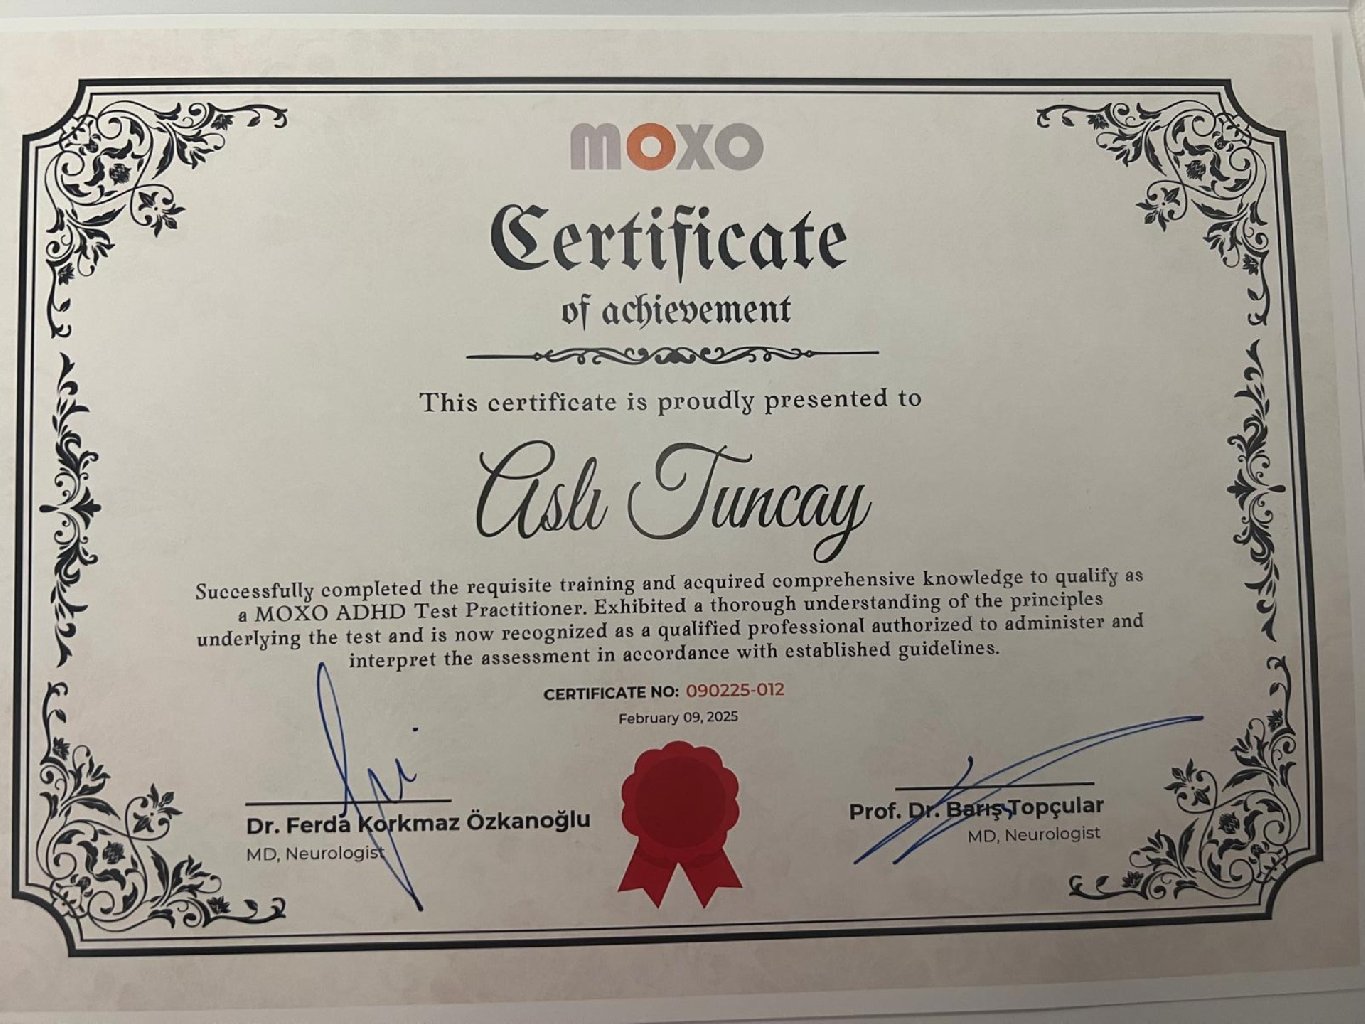 MOXO
Certificate
of achievement
This certificate is proudly presented to
Aslı Tuncay
Successfully completed the requisite training and acquired comprehensive knowledge to qualify as
a MOXO ADHD Test Practitioner. Exhibited a thorough understanding of the principles
underlying the test and is now recognized as a qualified professional authorized to administer and
interpret the assessment in accordance with established guidelines.
CERTIFICATE NO: 090225-012
February 09, 2025
Dr. Ferda Korkmaz Özkanoğlu
MD, Neurologist
Prof. Dr. Barış Topçular
MD, Neurologist